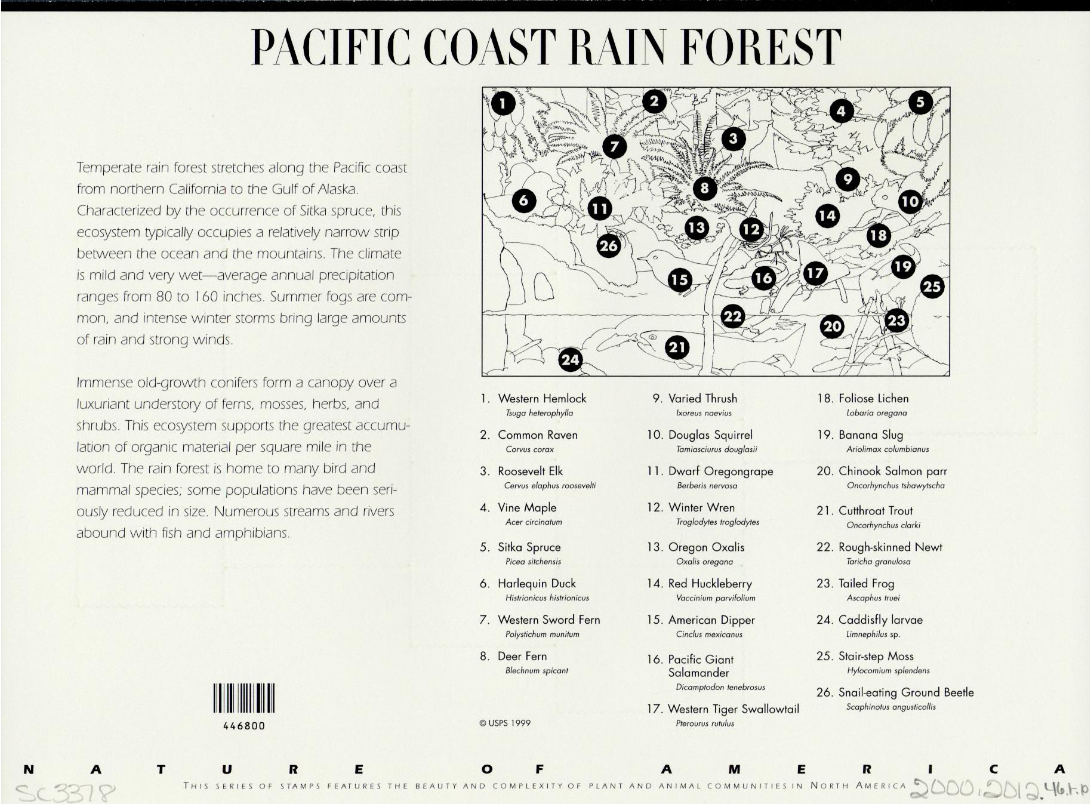 PACIFIC COAST RAIN FOREST
Temperate rain forest stretches along the Pacific coast
from northern California to the Gulf of Alaska.
Characterized by the occurrence of Sitka spruce, this
ecosystem typically occupies a relatively narrow strip
between the ocean and the mountains. The climate
is mild and very wet—average annual precipitation
ranges from 80 to 160 inches. Summer fogs are com-
mon, and intense winter storms bring large amounts
of rain and strong winds.
Immense old-growth conifers form a canopy over a
luxuriant understory of ferns, mosses, herbs, and
shrubs. This ecosystem supports the greatest accumu-
lation of organic material per square mile in the
world. The rain forest is home to many bird and
mammal species; some populations have been seri-
ously reduced in size. Numerous streams and rivers
abound with fish and amphibians.
446800
1
2
4
5
3
7
9
8
6
10
11
14
13
12
18
26
19
17
16
15
25
22
23
20
21
24
1. Western Hemlock
Tsuga heterophylla
2. Common Raven
Corvus corax
3. Roosevelt Elk
Cervus elaphus roosevelti
4. Vine Maple
Acer circinatum
5. Sitka Spruce
Picea sitchensis
6. Harlequin Duck
Histrionicus histrionicus
7. Western Sword Fern
Polystichum munitum
8. Deer Fern
Blechnum spicant
© USPS 1999
9. Varied Thrush
Ixoreus naevius
10. Douglas Squirrel
Tamiasciurus douglasii
11. Dwarf Oregongrape
Berberis nervosa
12. Winter Wren
Troglodytes troglodytes
13. Oregon Oxalis
Oxalis oregana
14. Red Huckleberry
Vaccinium parvifolium
15. American Dipper
Cinclus mexicanus
16. Pacific Giant
Salamander
Dicamptodon tenebrosus
17. Western Tiger Swallowtail
Pterourus rutulus
18. Foliose Lichen
Lobaria oregana
19. Banana Slug
Ariolimax columbianus
20. Chinook Salmon parr
Oncorhynchus tshawytscha
21. Cutthroat Trout
Oncorhynchus clarki
22. Rough-skinned Newt
Taricha granulosa
23. Tailed Frog
Ascaphus truei
24. Caddisfly larvae
Limnephilus sp.
25. Stair-step Moss
Hylocomium splendens
26. Snail-eating Ground Beetle
Scaphinotus angusticollis
NATURE OF AMERICA
THIS SERIES OF STAMPS FEATURES THE BEAUTY AND COMPLEXITY OF PLANT AND ANIMAL COMMUNITIES IN NORTH AMERICA
SC3378
2000.2012.46.1.